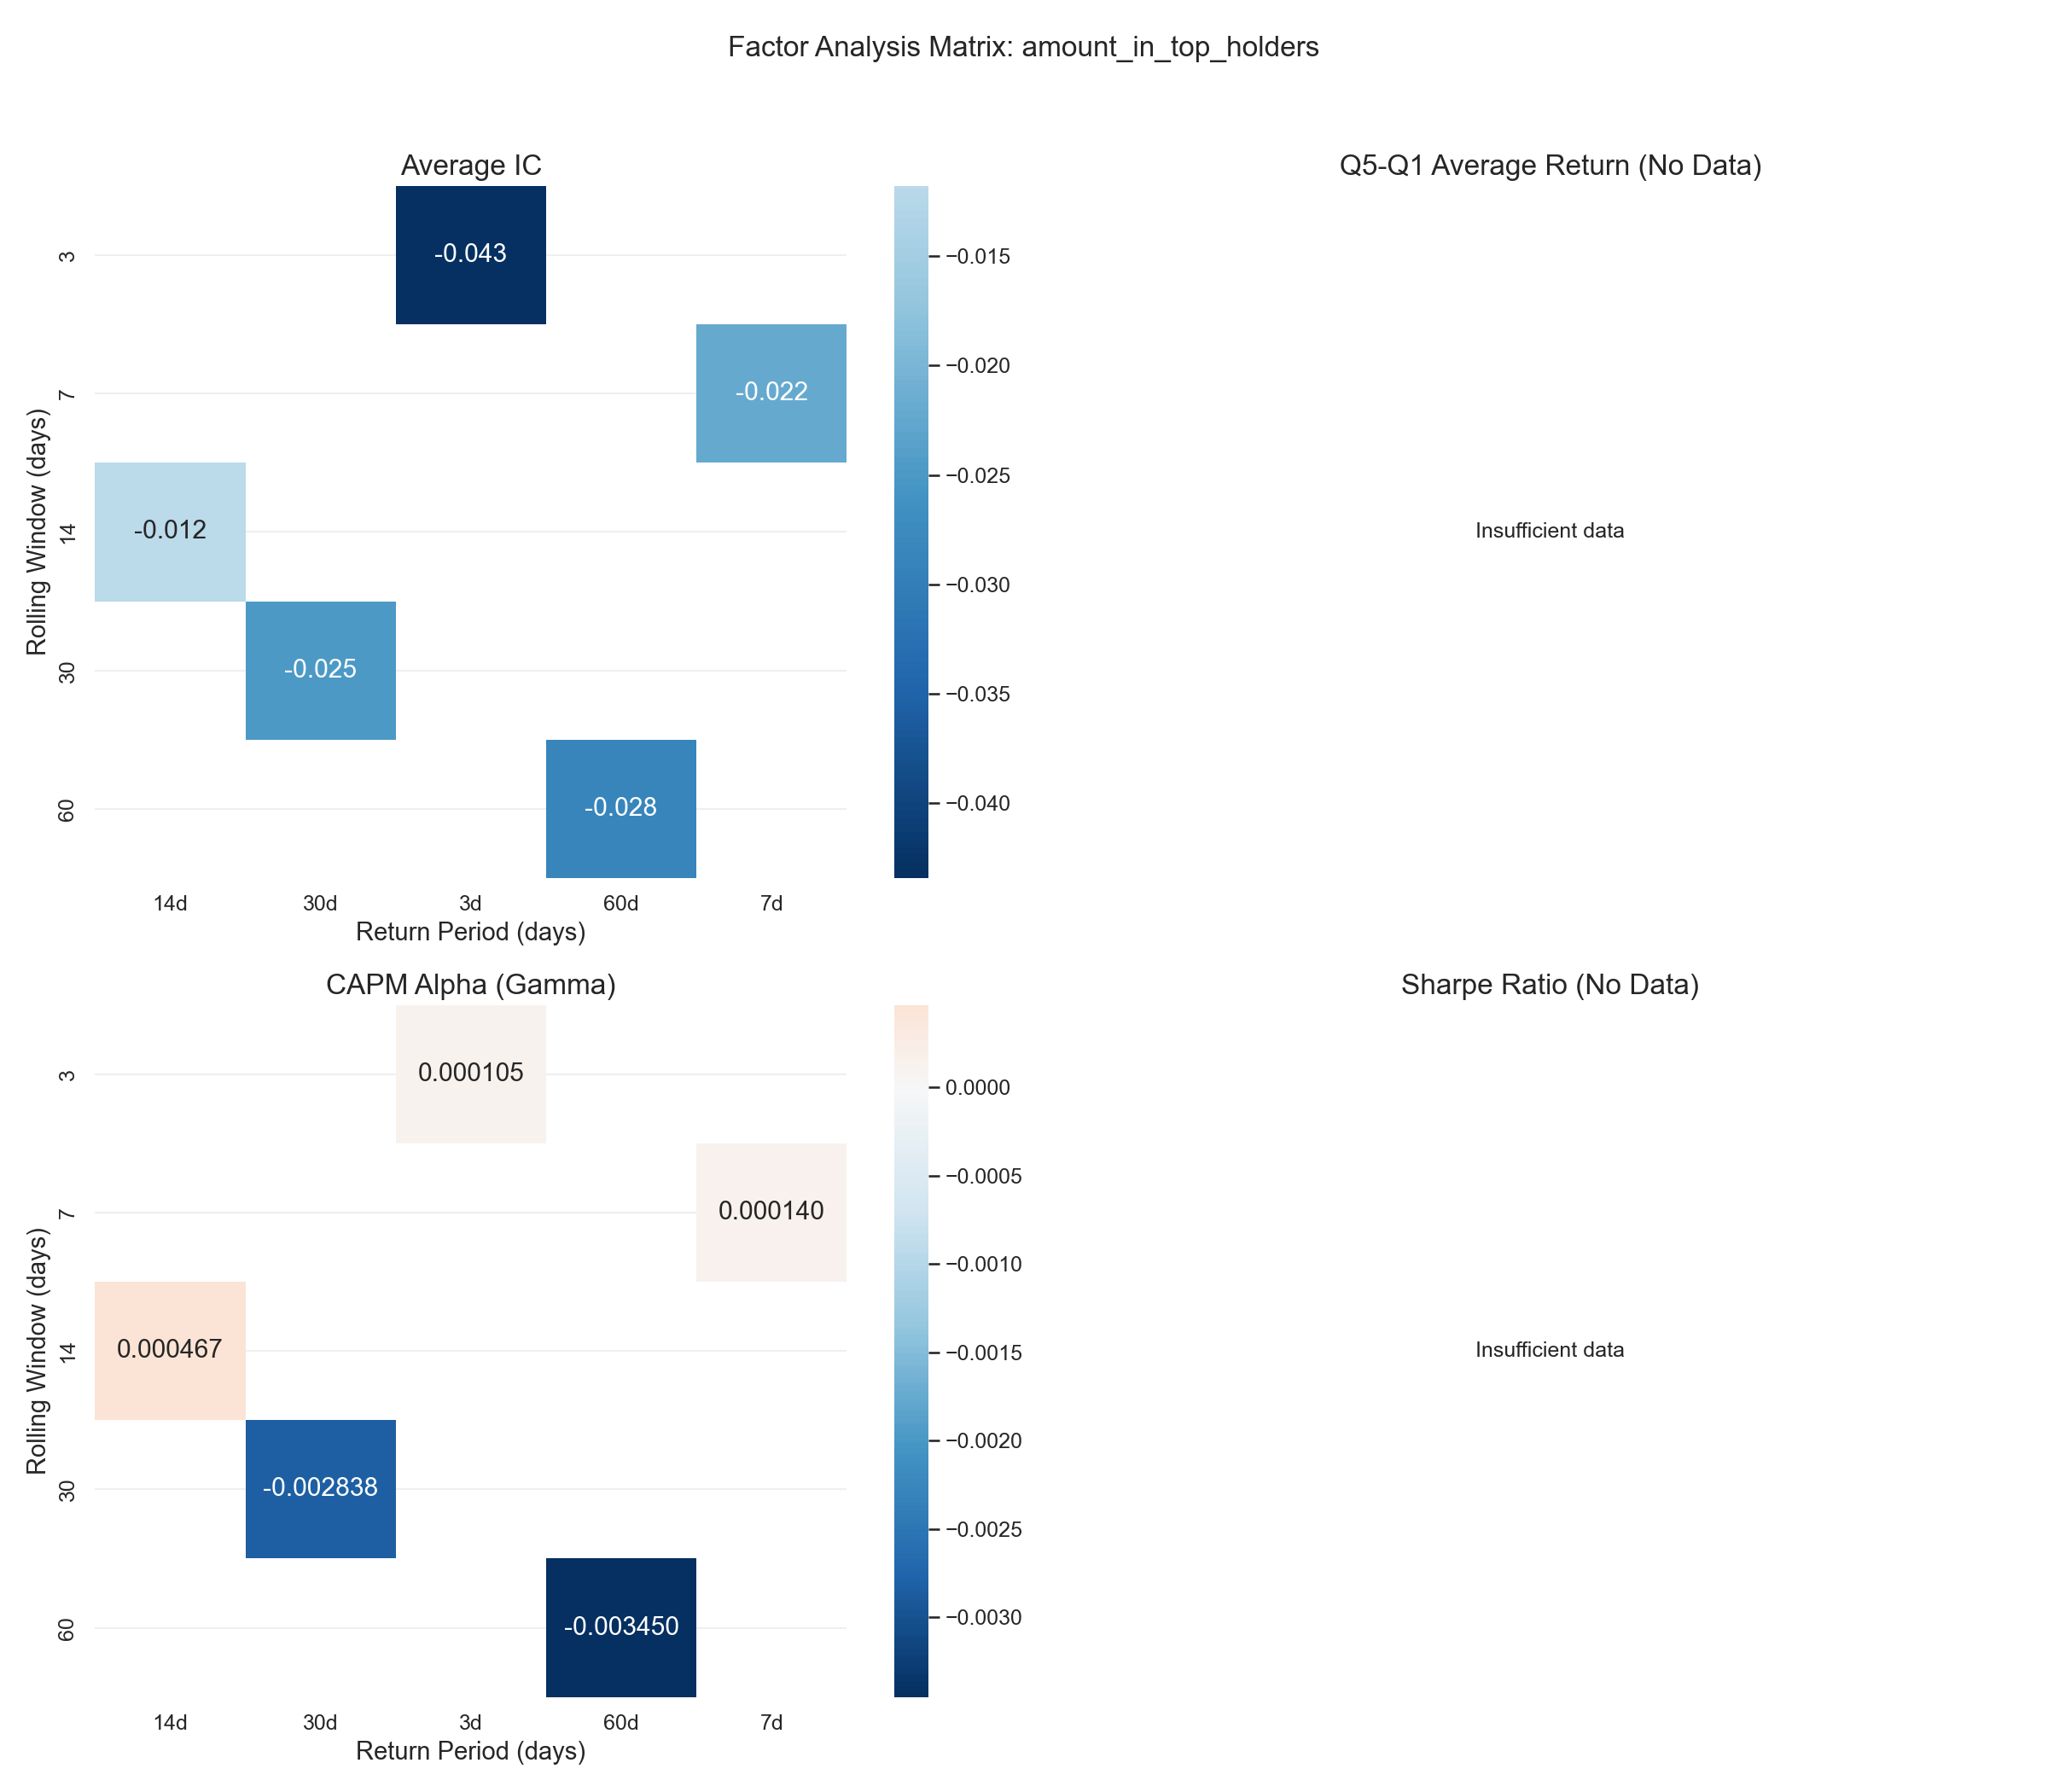 Factor Analysis Matrix: amount_in_top_holders
Average IC
Rolling Window (days)
3
7
14
30
60
-0.043
-0.022
-0.012
-0.025
-0.028
14d 30d 3d 60d 7d
Return Period (days)
−0.015
−0.020
−0.025
−0.030
−0.035
−0.040
Q5-Q1 Average Return (No Data)
Insufficient data
CAPM Alpha (Gamma)
Rolling Window (days)
3
7
14
30
60
0.000105
0.000140
0.000467
-0.002838
-0.003450
14d 30d 3d 60d 7d
Return Period (days)
0.0000
−0.0005
−0.0010
−0.0015
−0.0020
−0.0025
−0.0030
Sharpe Ratio (No Data)
Insufficient data